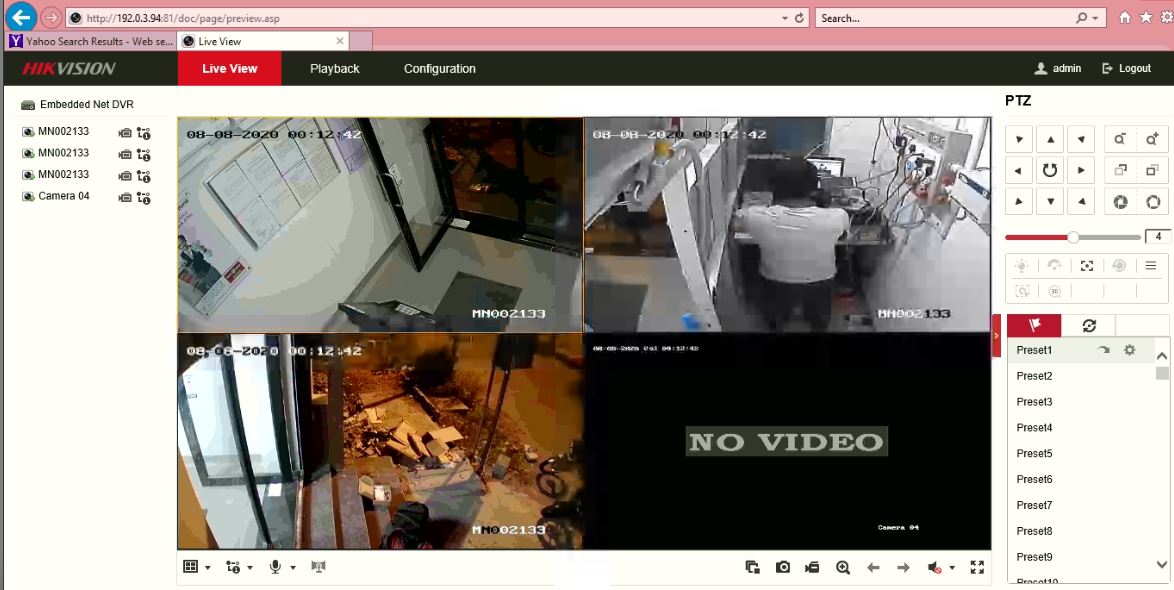 http://192.0.3.94:81/doc/page/preview.asp
Search...
Yahoo Search Results - Web se...
Live View
HIKVISION
Live View
Playback
Configuration
admin
Logout
Embedded Net DVR
MN002133
MN002133
MN002133
Camera 04
08-08-2020 00:12:42
MN002133
08-08-2020 00:12:42
MN002133
08-08-2020 00:12:42
MN002133
08-08-2020 Sat 00:12:42
NO VIDEO
Camera 04
PTZ
4
3D
Preset1
Preset2
Preset3
Preset4
Preset5
Preset6
Preset7
Preset8
Preset9
Preset10